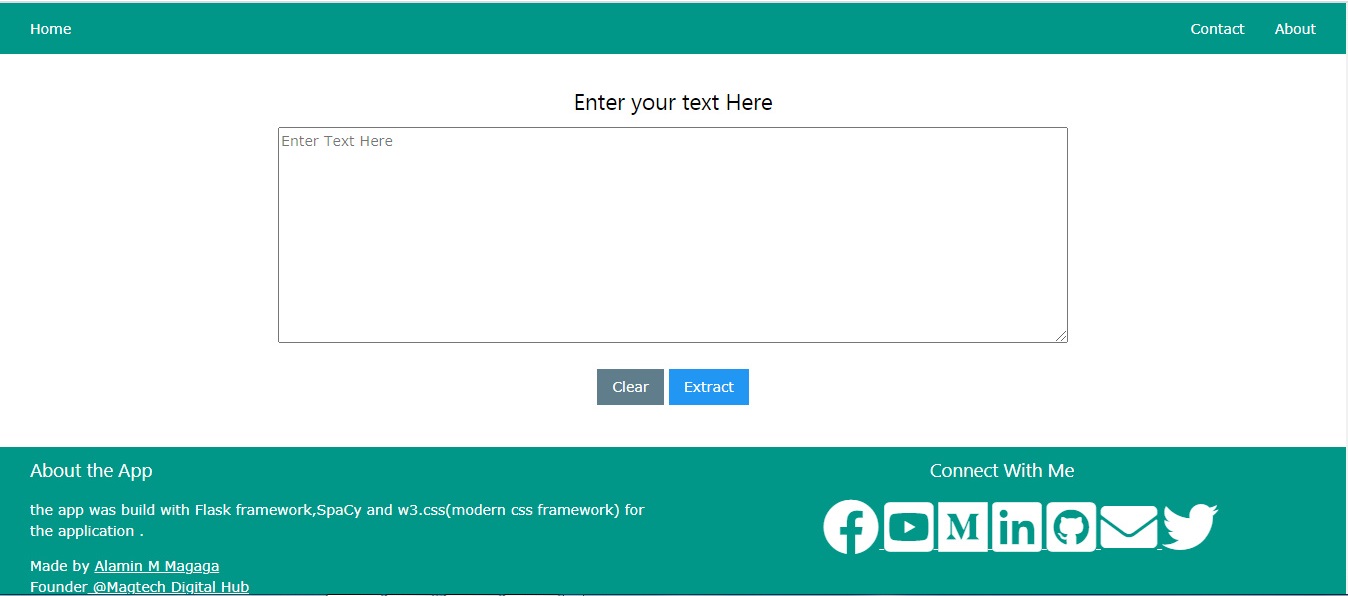 Home
Contact
About
Enter your text Here
Enter Text Here
Clear
Extract
About the App
the app was build with Flask framework,SpaCy and w3.css(modern css framework) for
the application .
Made by Alamin M Magaga
Founder @Magtech Digital Hub
Connect With Me